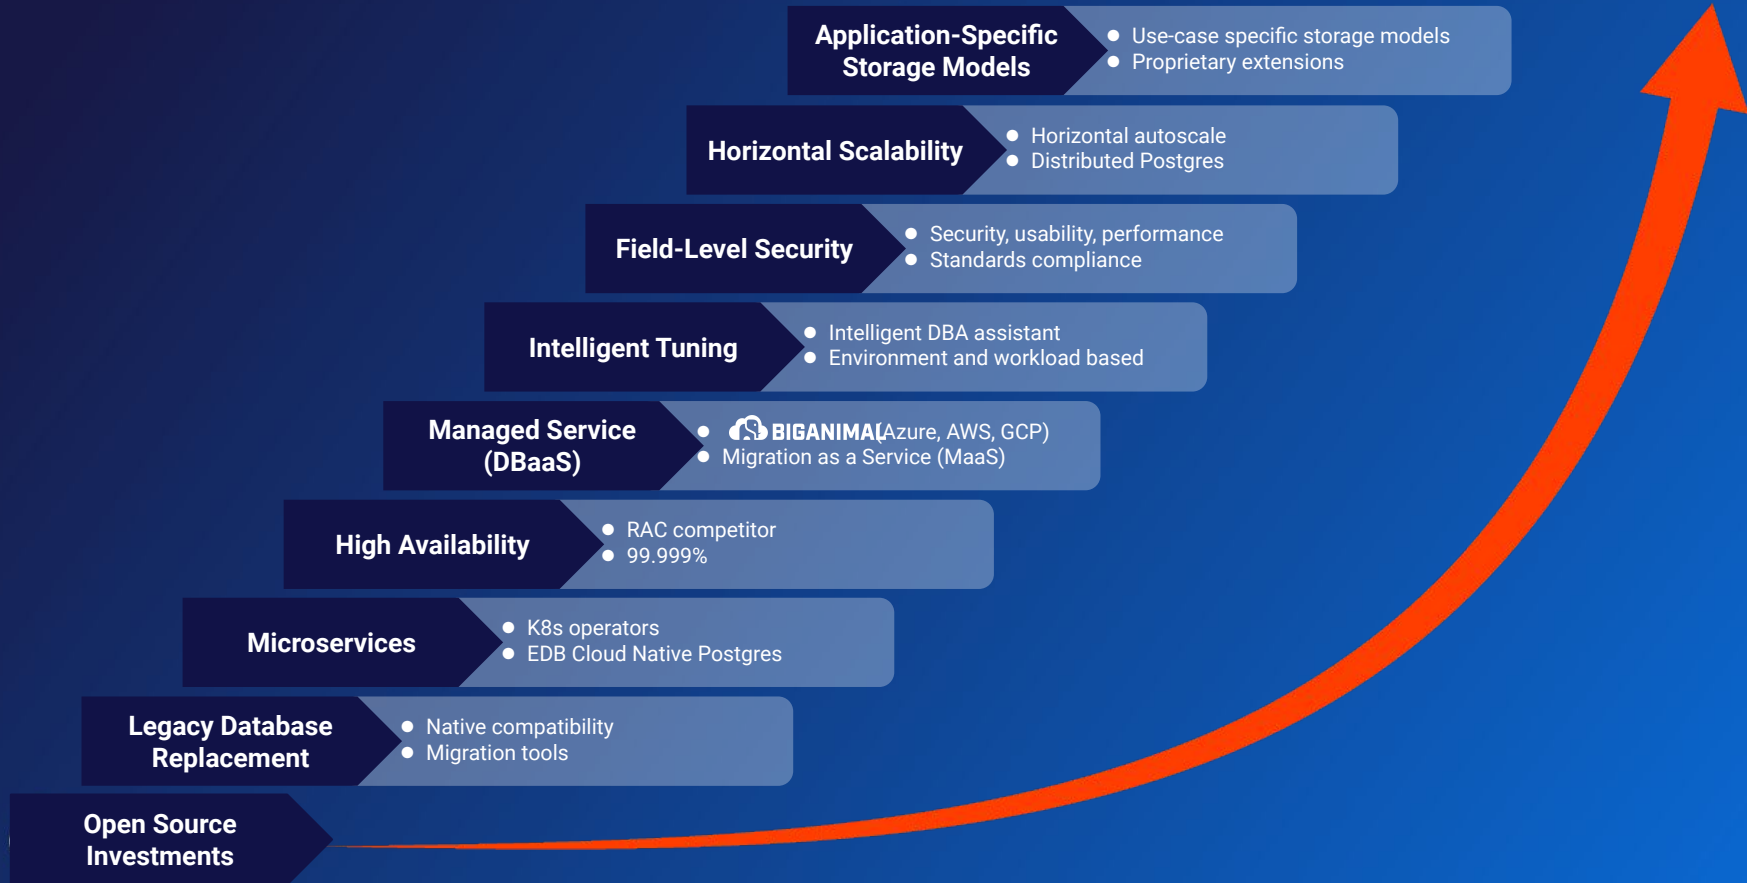 Application-Specific
Storage Models
● Use-case specific storage models
● Proprietary extensions
Horizontal Scalability
● Horizontal autoscale
● Distributed Postgres
Field-Level Security
● Security, usability, performance
● Standards compliance
Intelligent Tuning
● Intelligent DBA assistant
● Environment and workload based
Managed Service
(DBaaS)
● BIGANIMAL (Azure, AWS, GCP)
● Migration as a Service (MaaS)
High Availability
● RAC competitor
● 99.999%
Microservices
● K8s operators
● EDB Cloud Native Postgres
Legacy Database
Replacement
● Native compatibility
● Migration tools
Open Source
Investments